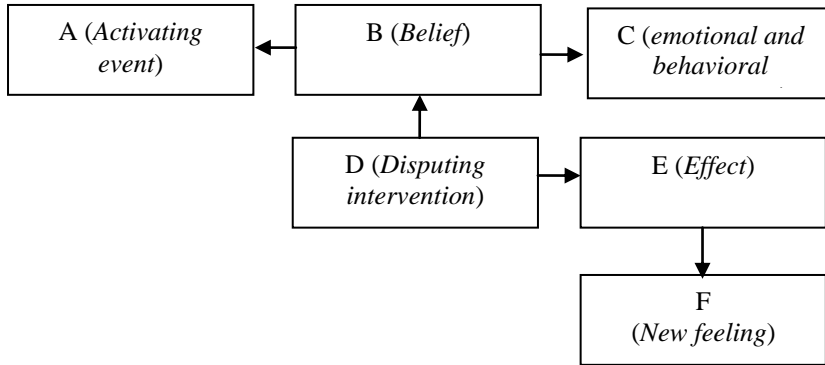 A (Activating
event)
B (Belief)
C (emotional and
behavioral
D (Disputing
intervention)
E (Effect)
F
(New feeling)